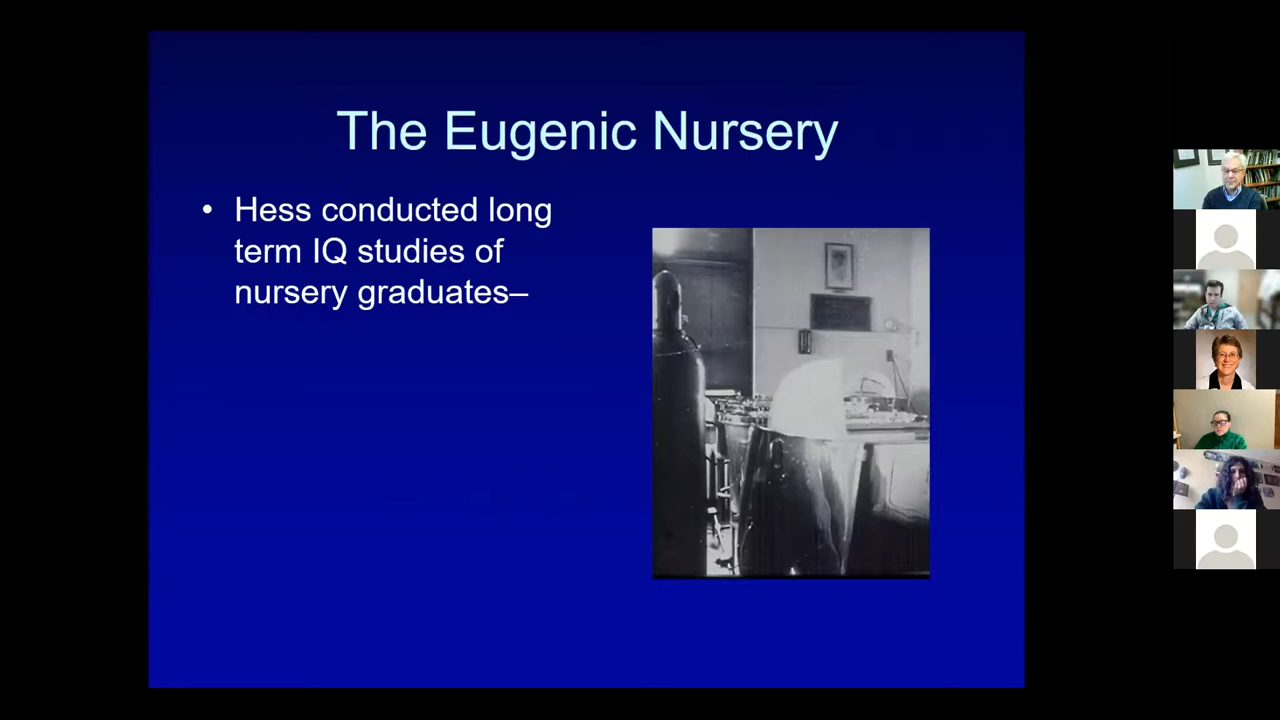 The Eugenic Nursery
• Hess conducted long
term IQ studies of
nursery graduates–